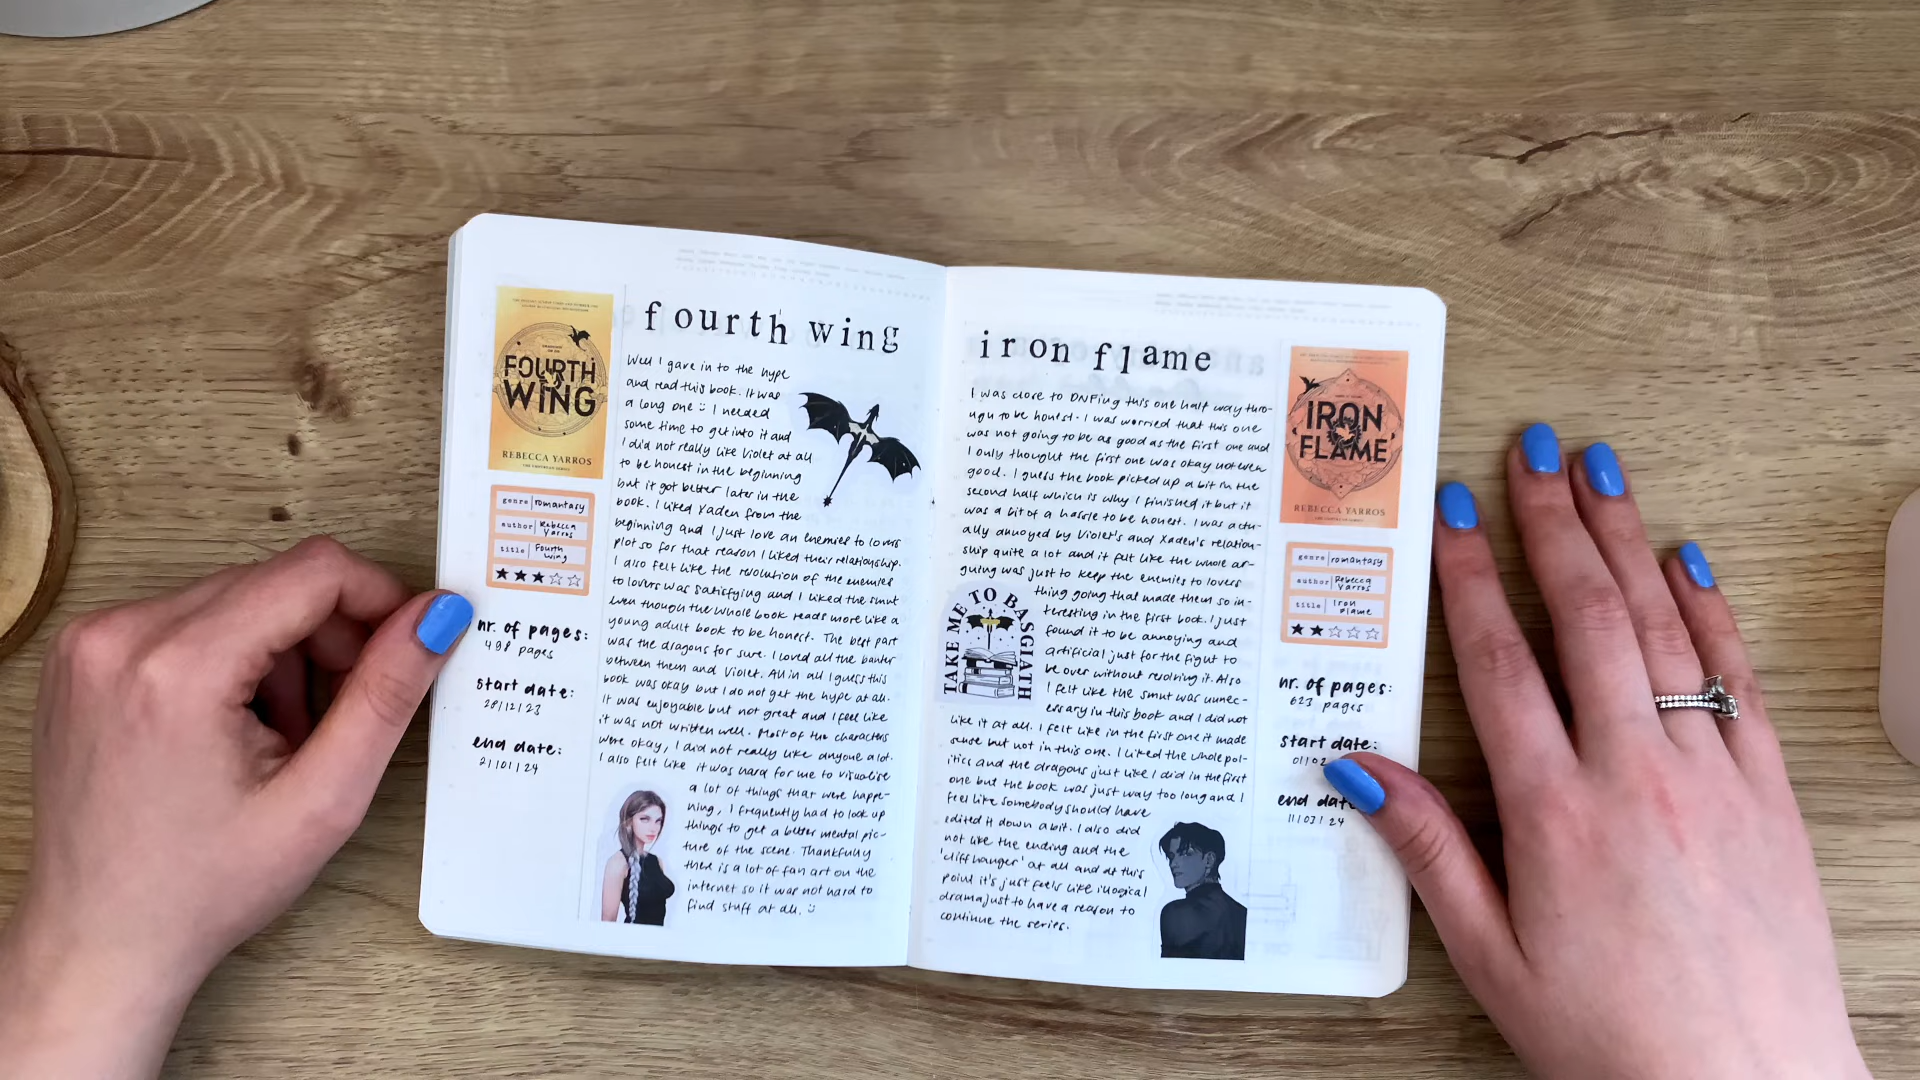 fourth wing
FOURTH
WING
REBECCA YARROS
genre | romantasy
author | Rebecca
Yarros
title | Fourth
Wing
nr. of pages:
498 pages
start date:
28/12/23
end date:
21/01/24
Well I gave in to the hype
and read this book. It was
a long one I needed
some time to get into it and
I did not really like Violet at all
to be honest in the beginning
but it got better later in the
book. I liked Xaden from the
beginning and I just love an enemies to lovers
plot so for that reason I liked their relationship.
I also felt like the resolution of the enemies
to lovers was satisfying and I liked the smut
even though the whole book reads more like a
young adult book to be honest. The best part
was the dragons for sure. I loved all the banter
between them and Violet. All in all I guess this
book was okay but I do not get the hype at all.
It was enjoyable but not great and I feel like
it was not written well. Most of the characters
were okay, I did not really like anyone a lot.
I also felt like it was hard for me to visualise
a lot of things that were happe-
ning, I frequently had to look up
things to get a better mental pic-
ture of the scene. Thankfully
there is a lot of fan art on the
internet so it was not hard to
find stuff at all.
iron flame
I was close to DNFing this one half way thro-
ugh to be honest. I was worried that this one
was not going to be as good as the first one and
I only thought the first one was okay not even
good. I guess the book picked up a bit in the
second half which is why I finished it but it
was a bit of a hassle to be honest. I was actu-
ally annoyed by Violet's and Xaden's relation-
ship quite a lot and it felt like the whole ar-
guing was just to keep the enemies to lovers
thing going that made them so in-
teresting in the first book. I just
found it to be annoying and
artificial just for the fight to
be over without resolving it. Also
I felt like the smut was unnec-
essary in this book and I did not
like it at all. I felt like in the first one it made
sense but not in this one. I liked the whole pol-
itics and the dragons just like I did in the first
one but the book was just way too long and I
feel like somebody should have
edited it down a bit. I also did
not like the ending and the
'cliffhanger' at all and at this
point it's just feels like illogical
drama just to have a reason to
continue the series.
TAKE ME TO BASGIATH
IRON
FLAME
REBECCA YARROS
genre | romantasy
author | Rebecca
Yarros
title | Iron
Flame
nr. of pages:
623 pages
start date:
01/02
end date
11/03/24